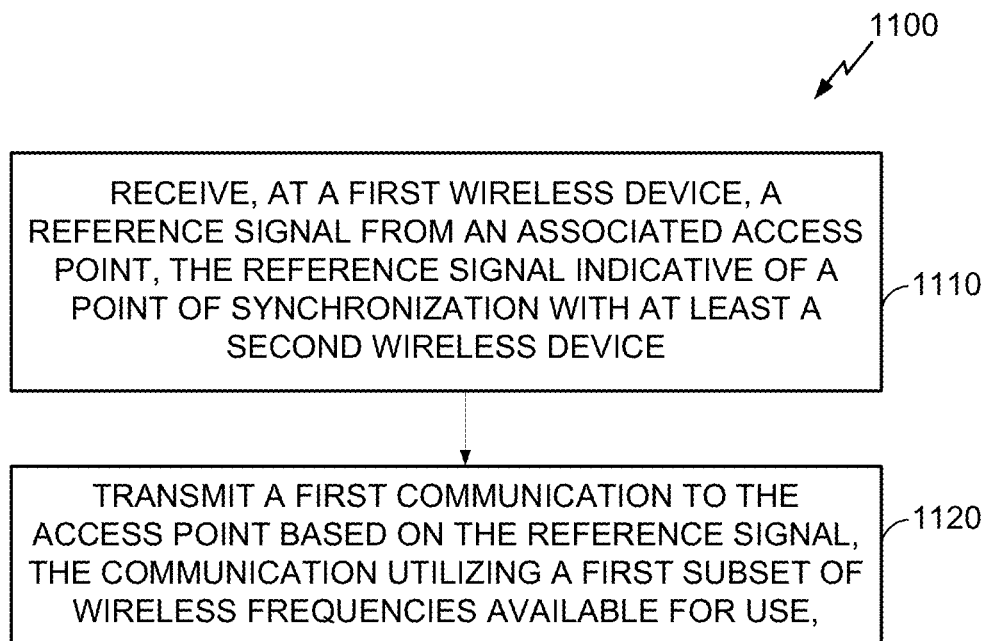 1100
RECEIVE, AT A FIRST WIRELESS DEVICE, A
REFERENCE SIGNAL FROM AN ASSOCIATED ACCESS
POINT, THE REFERENCE SIGNAL INDICATIVE OF A
POINT OF SYNCHRONIZATION WITH AT LEAST A
SECOND WIRELESS DEVICE
1110
TRANSMIT A FIRST COMMUNICATION TO THE
ACCESS POINT BASED ON THE REFERENCE SIGNAL,
THE COMMUNICATION UTILIZING A FIRST SUBSET OF
WIRELESS FREQUENCIES AVAILABLE FOR USE,
1120